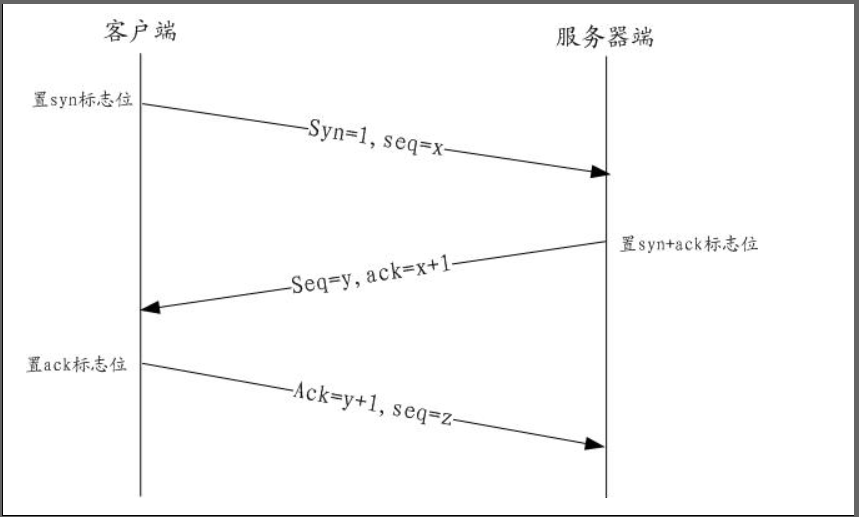 客户端
服务器端
置syn标志位
Syn=1, seq=x
置syn+ack标志位
Seq=y, ack=x+1
置ack标志位
Ack=y+1, seq=z